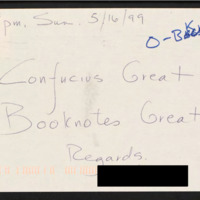 pm. Sun. 5/16/99
O-Book
Confucius Great
Booknotes Great
Regards.